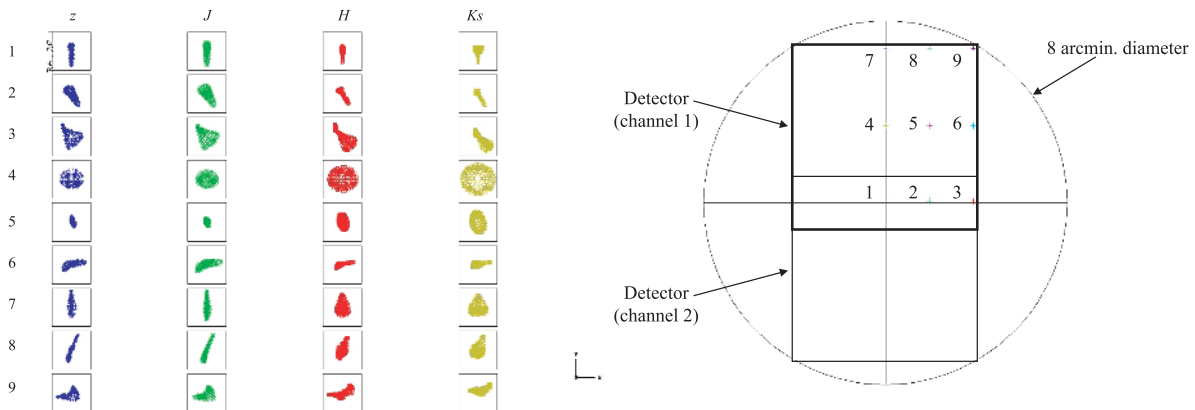 z J H Ks
1
2
3
4
5
6
7
8
9
7 8 9
4 5 6
1 2 3
8 arcmin. diameter
Detector
(channel 1)
Detector
(channel 2)